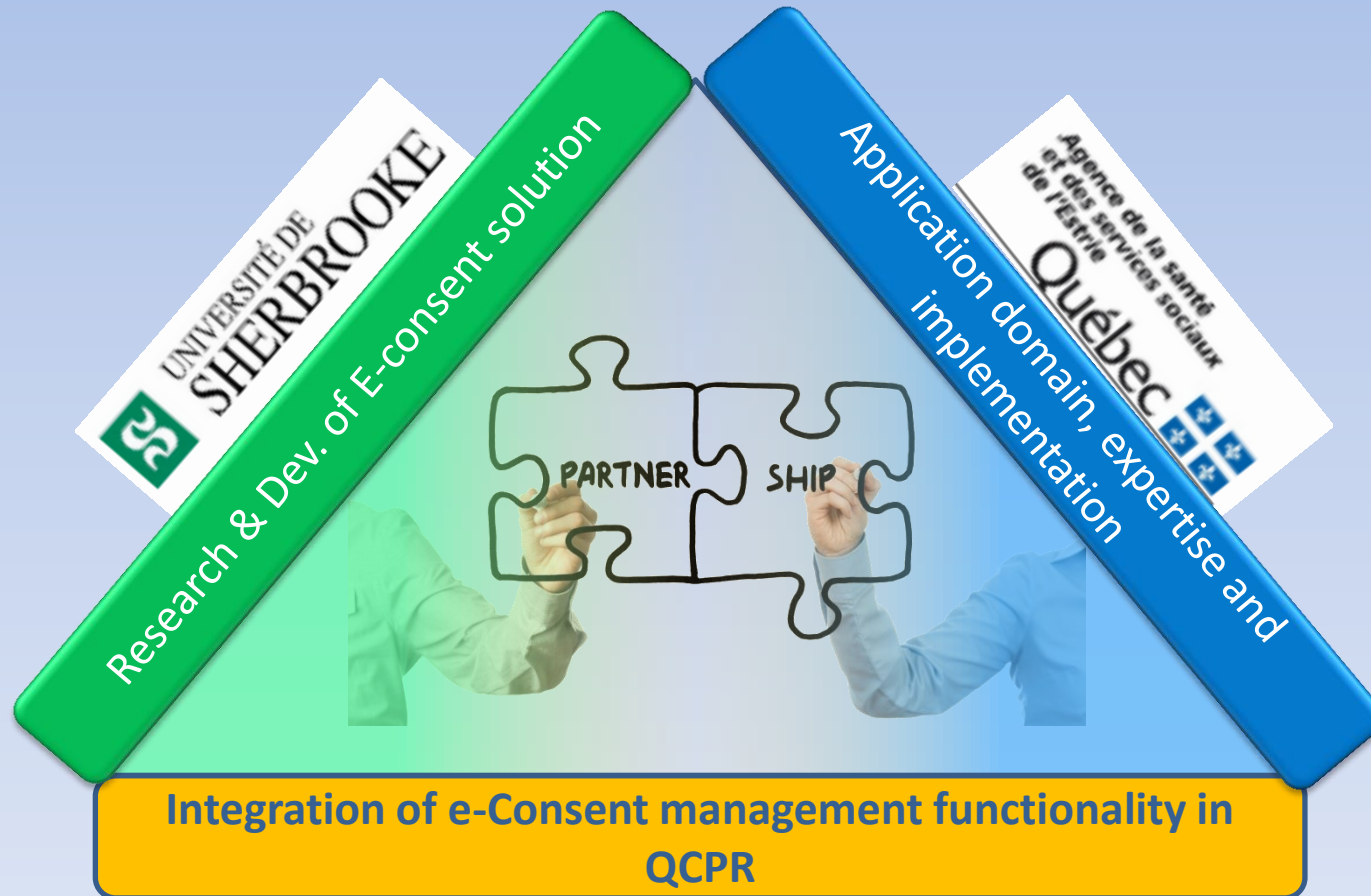 UNIVERSITÉ DE
SHERBROOKE
Research & Dev. of E-consent solution
Agence de la santé
et des services sociaux
de l'Estrie
Québec
Application domain, expertise and
implementation
PARTNER SHIP
Integration of e-Consent management functionality in
QCPR